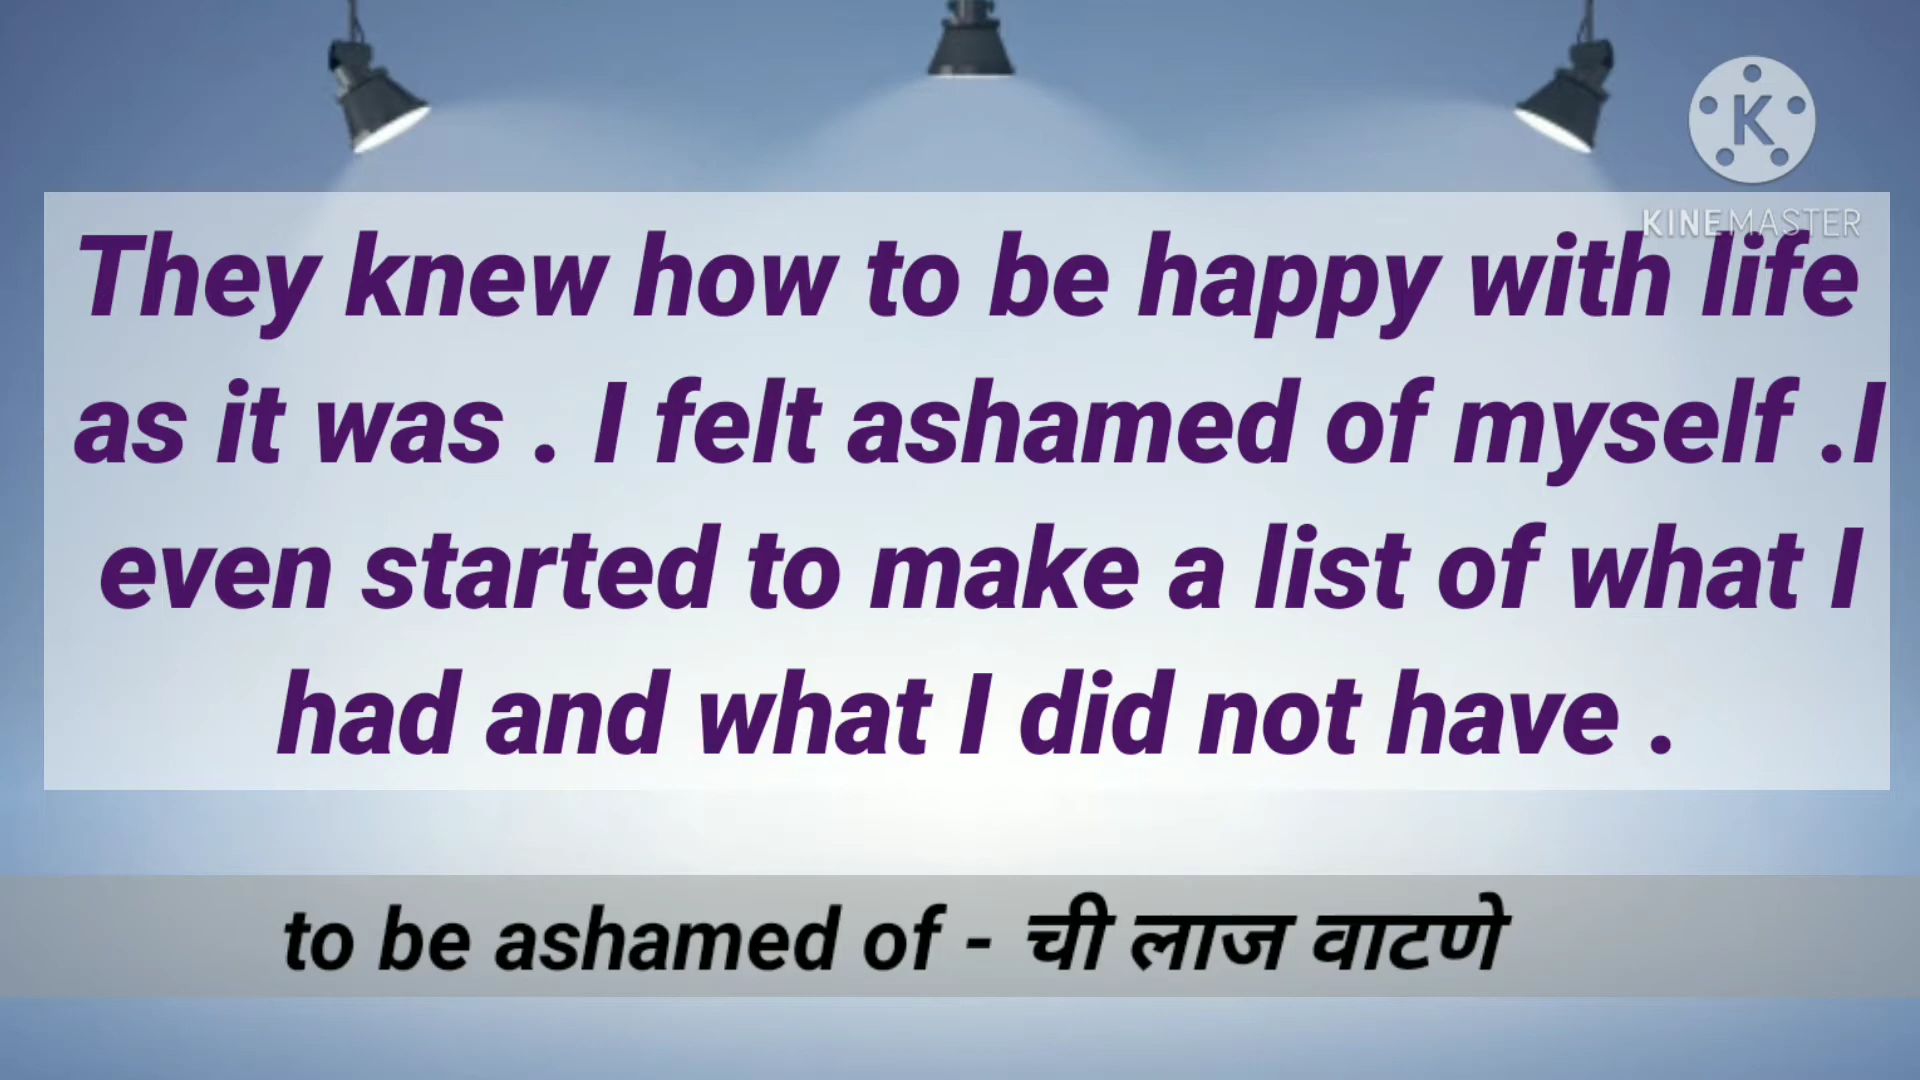 K
KINEMASTER
They knew how to be happy with life
as it was . I felt ashamed of myself .I
even started to make a list of what I
had and what I did not have .
to be ashamed of - ची लाज वाटणे